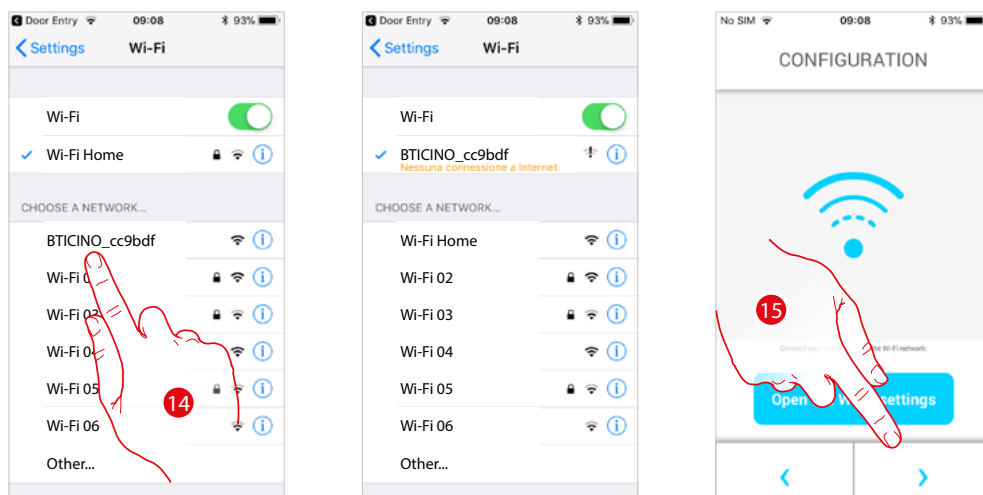 Door Entry 09:08 93%
Settings Wi-Fi
Wi-Fi
Wi-Fi Home
CHOOSE A NETWORK...
BTICINO_cc9bdf
Wi-Fi
Wi-Fi 03
Wi-Fi 04
Wi-Fi 05
Wi-Fi 06
Other...
14
Door Entry 09:08 93%
Settings Wi-Fi
Wi-Fi
BTICINO_cc9bdf
Nessuna connessione a Internet
CHOOSE A NETWORK...
Wi-Fi Home
Wi-Fi 02
Wi-Fi 03
Wi-Fi 04
Wi-Fi 05
Wi-Fi 06
Other...
No SIM 09:08 93%
CONFIGURATION
15
Connect your the Wi-Fi network:
Open settings